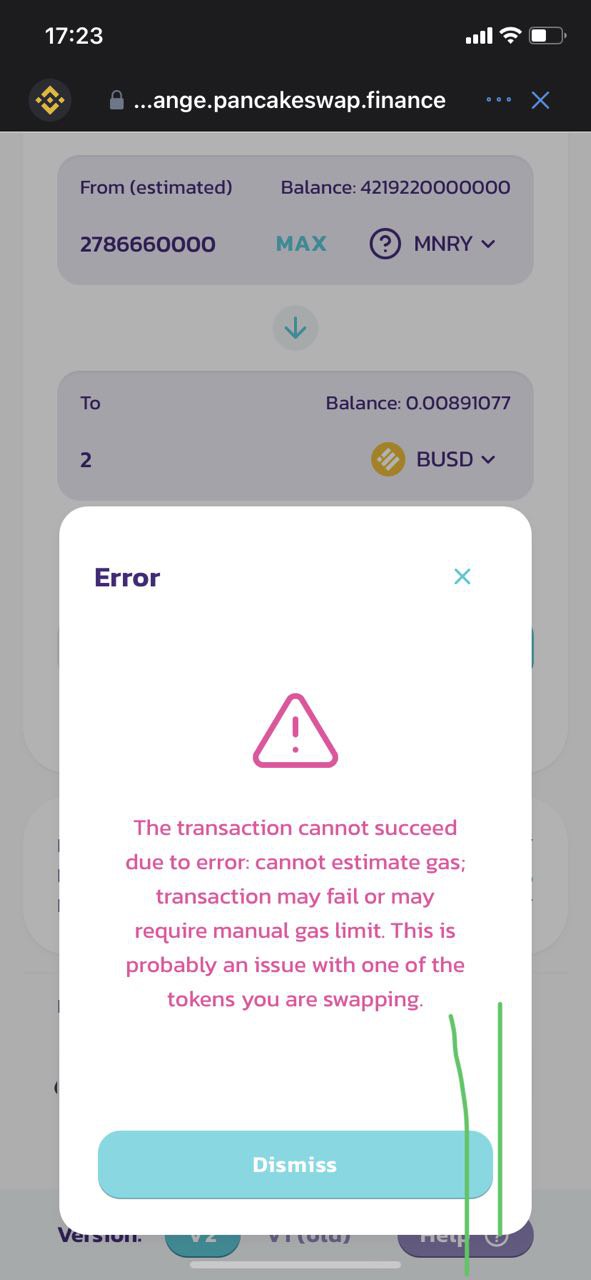 17:23
...ange.pancakeswap.finance
From (estimated) Balance: 4219220000000
2786660000 MAX MNRY
To Balance: 0.00891077
2 BUSD
Error
The transaction cannot succeed
due to error: cannot estimate gas;
transaction may fail or may
require manual gas limit. This is
probably an issue with one of the
tokens you are swapping.
Dismiss
Version: V2 V1 (old) Help